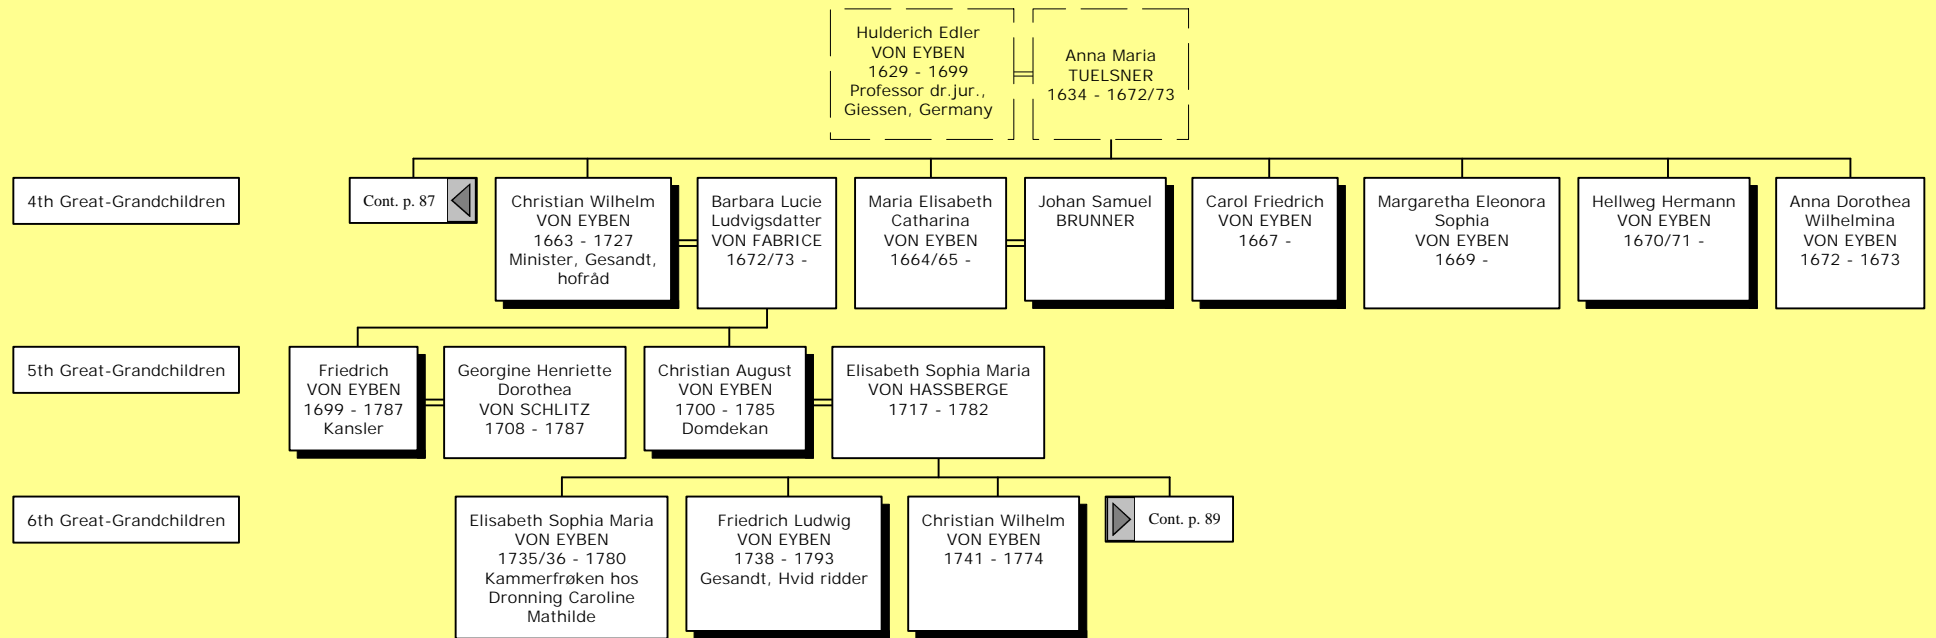 Hulderich Edler
VON EYBEN
1629 - 1699
Professor dr.jur.,
Giessen, Germany
Anna Maria
TUELSNER
1634 - 1672/73
4th Great-Grandchildren
Cont. p. 87
Christian Wilhelm
VON EYBEN
1663 - 1727
Minister, Gesandt,
hofråd
Barbara Lucie
Ludvigsdatter
VON FABRICE
1672/73 -
Maria Elisabeth
Catharina
VON EYBEN
1664/65 -
Johan Samuel
BRUNNER
Carol Friedrich
VON EYBEN
1667 -
Margaretha Eleonora
Sophia
VON EYBEN
1669 -
Hellweg Hermann
VON EYBEN
1670/71 -
Anna Dorothea
Wilhelmina
VON EYBEN
1672 - 1673
5th Great-Grandchildren
Friedrich
VON EYBEN
1699 - 1787
Kansler
Georgine Henriette
Dorothea
VON SCHLITZ
1708 - 1787
Christian August
VON EYBEN
1700 - 1785
Domdekan
Elisabeth Sophia Maria
VON HASSBERGE
1717 - 1782
6th Great-Grandchildren
Elisabeth Sophia Maria
VON EYBEN
1735/36 - 1780
Kammerfrøken hos
Dronning Caroline
Mathilde
Friedrich Ludwig
VON EYBEN
1738 - 1793
Gesandt, Hvid ridder
Christian Wilhelm
VON EYBEN
1741 - 1774
Cont. p. 89